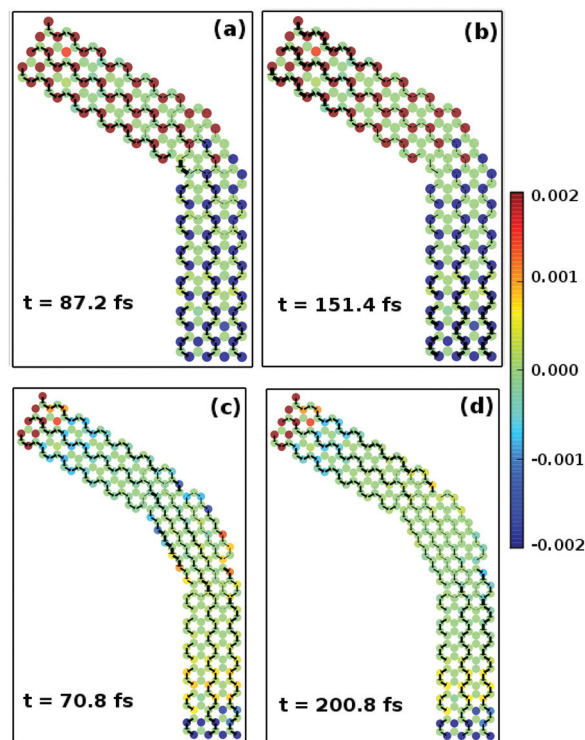 (a)
(b)
t = 87.2 fs
t = 151.4 fs
0.002
0.001
0.000
-0.001
-0.002
(c)
(d)
t = 70.8 fs
t = 200.8 fs